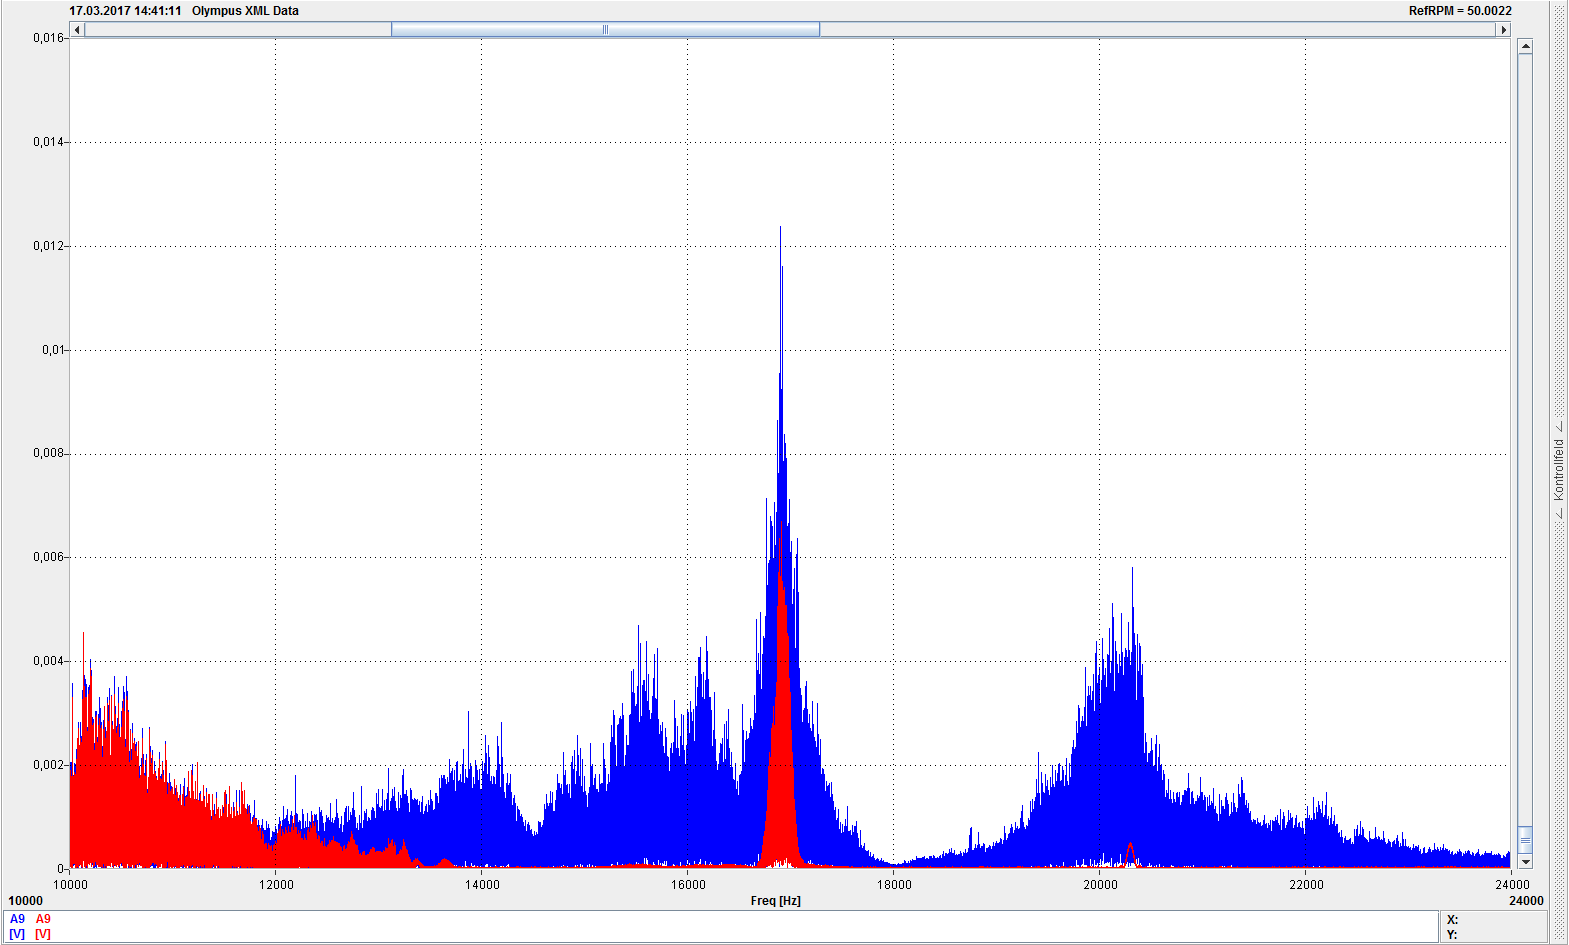 17.03.2017 14:41:11 Olympus XML Data
RefRPM = 50.0022
0,016
0,014
0,012
0,01
0,008
0,006
0,004
0,002
0
10000 12000 14000 16000 18000 20000 22000 24000
10000 Freq [Hz] 24000
A9 A9
[V] [V]
X:
Y:
Kontrollfeld